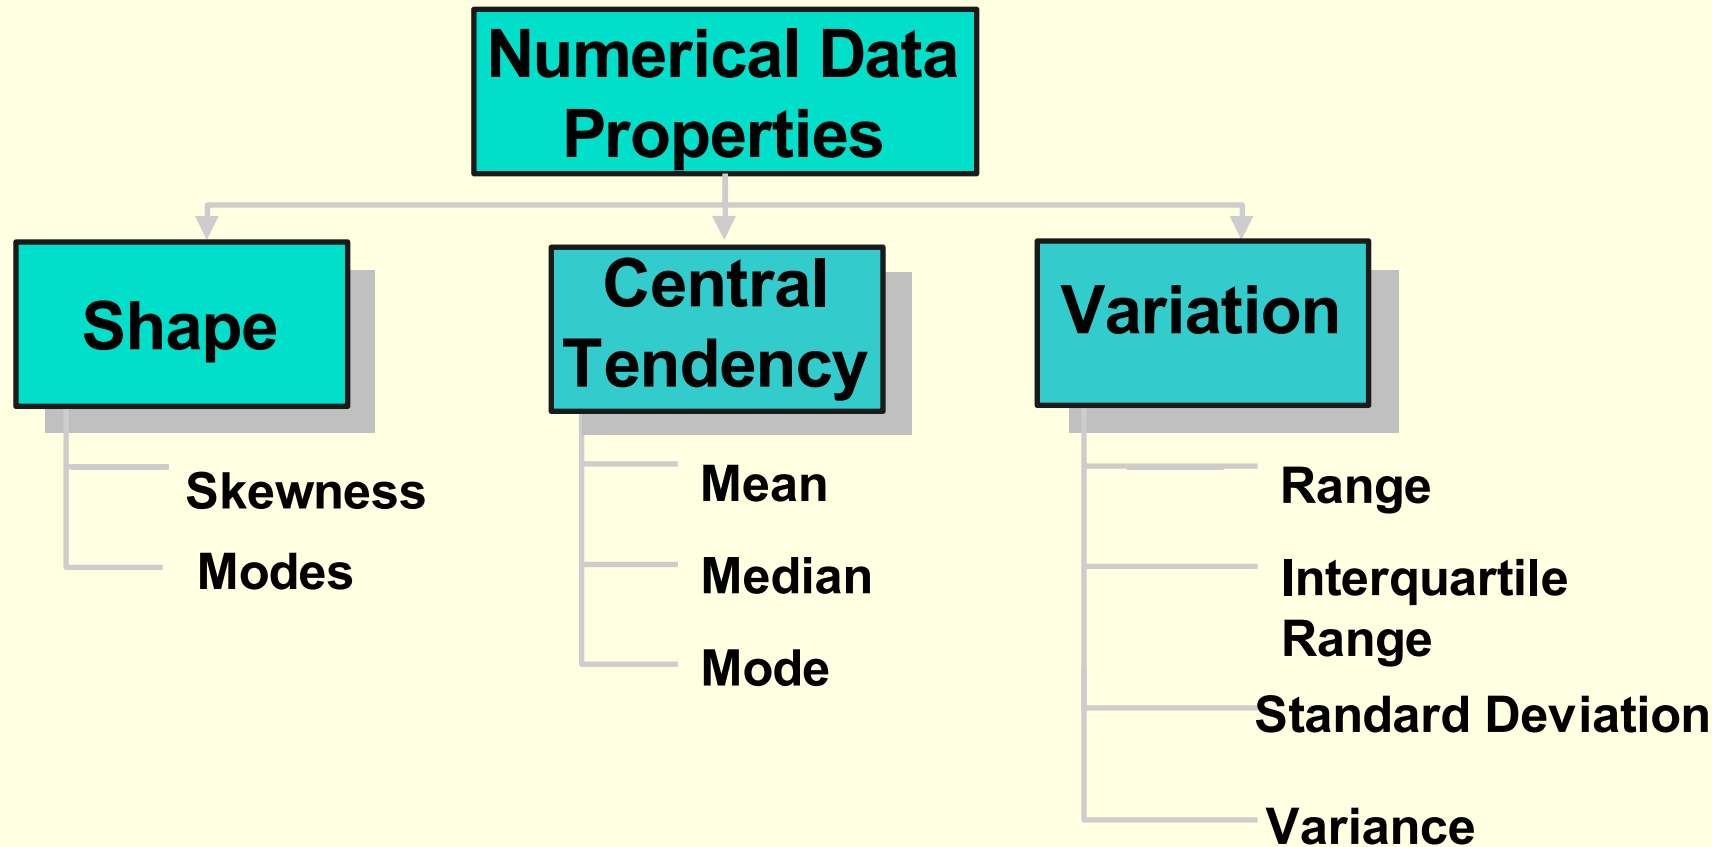 Numerical Data
Properties
Shape
Skewness
Modes
Central
Tendency
Mean
Median
Mode
Variation
Range
Interquartile
Range
Standard Deviation
Variance